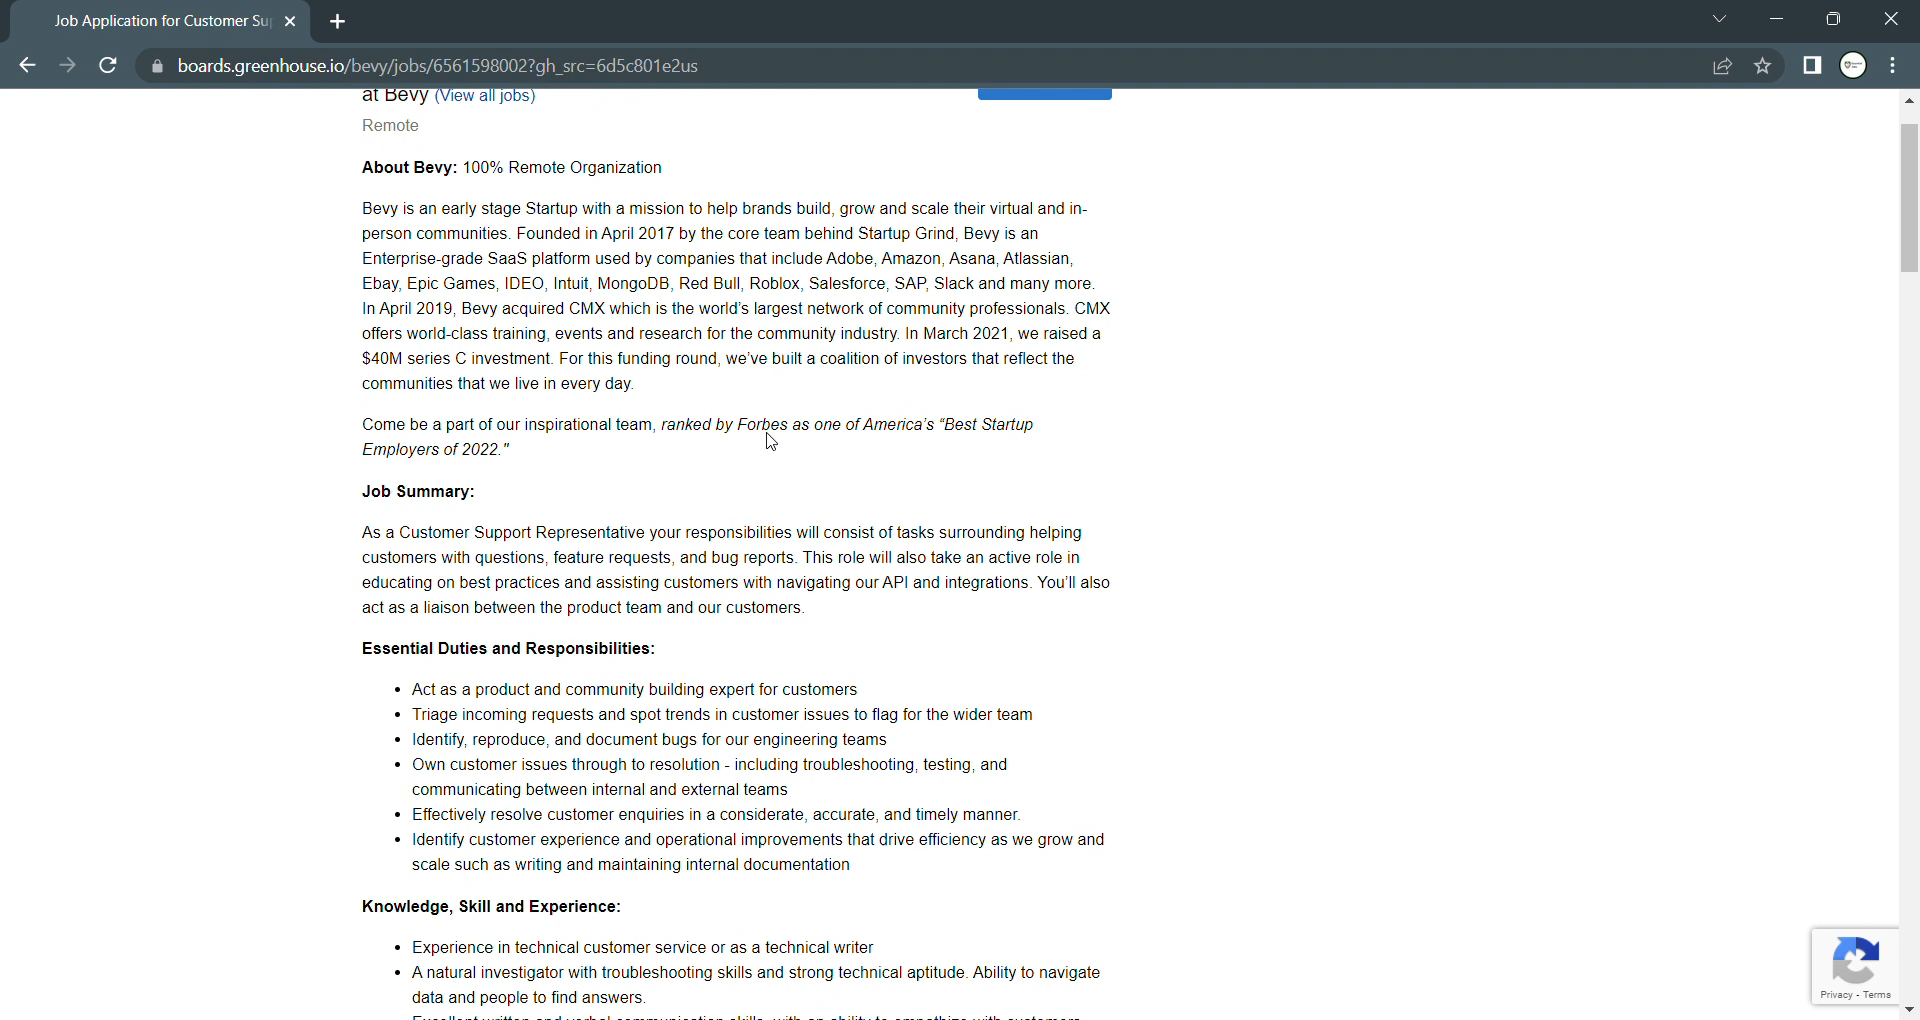 Job Application for Customer Su
boards.greenhouse.io/bevy/jobs/6561598002?gh_src=6d5c801e2us
at Bevy (View all jobs)
Remote
About Bevy: 100% Remote Organization
Bevy is an early stage Startup with a mission to help brands build, grow and scale their virtual and in-
person communities. Founded in April 2017 by the core team behind Startup Grind, Bevy is an
Enterprise-grade SaaS platform used by companies that include Adobe, Amazon, Asana, Atlassian,
Ebay, Epic Games, IDEO, Intuit, MongoDB, Red Bull, Roblox, Salesforce, SAP, Slack and many more.
In April 2019, Bevy acquired CMX which is the world's largest network of community professionals. CMX
offers world-class training, events and research for the community industry. In March 2021, we raised a
$40M series C investment. For this funding round, we've built a coalition of investors that reflect the
communities that we live in every day.
Come be a part of our inspirational team, ranked by Forbes as one of America's “Best Startup
Employers of 2022."
Job Summary:
As a Customer Support Representative your responsibilities will consist of tasks surrounding helping
customers with questions, feature requests, and bug reports. This role will also take an active role in
educating on best practices and assisting customers with navigating our API and integrations. You'll also
act as a liaison between the product team and our customers.
Essential Duties and Responsibilities:
• Act as a product and community building expert for customers
• Triage incoming requests and spot trends in customer issues to flag for the wider team
• Identify, reproduce, and document bugs for our engineering teams
• Own customer issues through to resolution - including troubleshooting, testing, and
communicating between internal and external teams
• Effectively resolve customer enquiries in a considerate, accurate, and timely manner.
• Identify customer experience and operational improvements that drive efficiency as we grow and
scale such as writing and maintaining internal documentation
Knowledge, Skill and Experience:
• Experience in technical customer service or as a technical writer
• A natural investigator with troubleshooting skills and strong technical aptitude. Ability to navigate
data and people to find answers.
Excellent written and verbal communication skills, with an ability to empathize with customers
Privacy - Terms